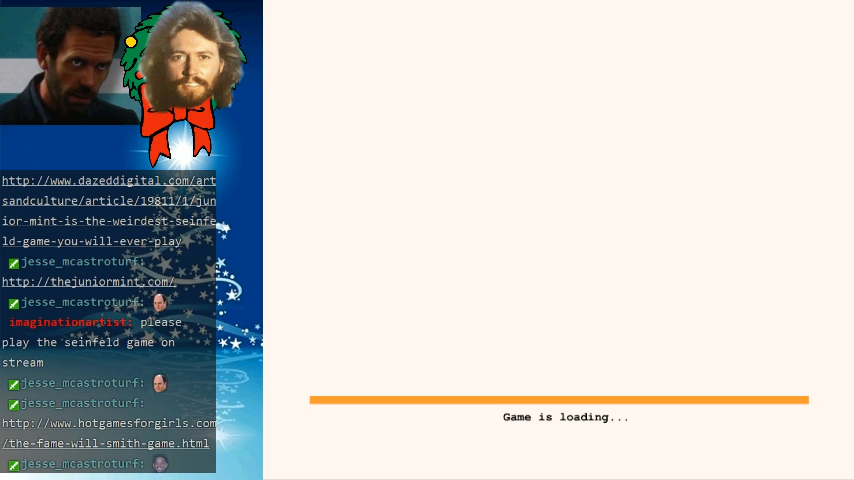 http://www.dazeddigital.com/art
sandculture/article/19811/1/jun
ior-mint-is-the-weirdest-seinfe
ld-game-you-will-ever-play
jesse_mcastroturf:
http://thejuniormint.com/
jesse_mcastroturf:
imaginationartist: please
play the seinfeld game on
stream
jesse_mcastroturf:
jesse_mcastroturf:
http://www.hotgamesforgirls.com
/the-fame-will-smith-game.html
jesse_mcastroturf:
Game is loading...